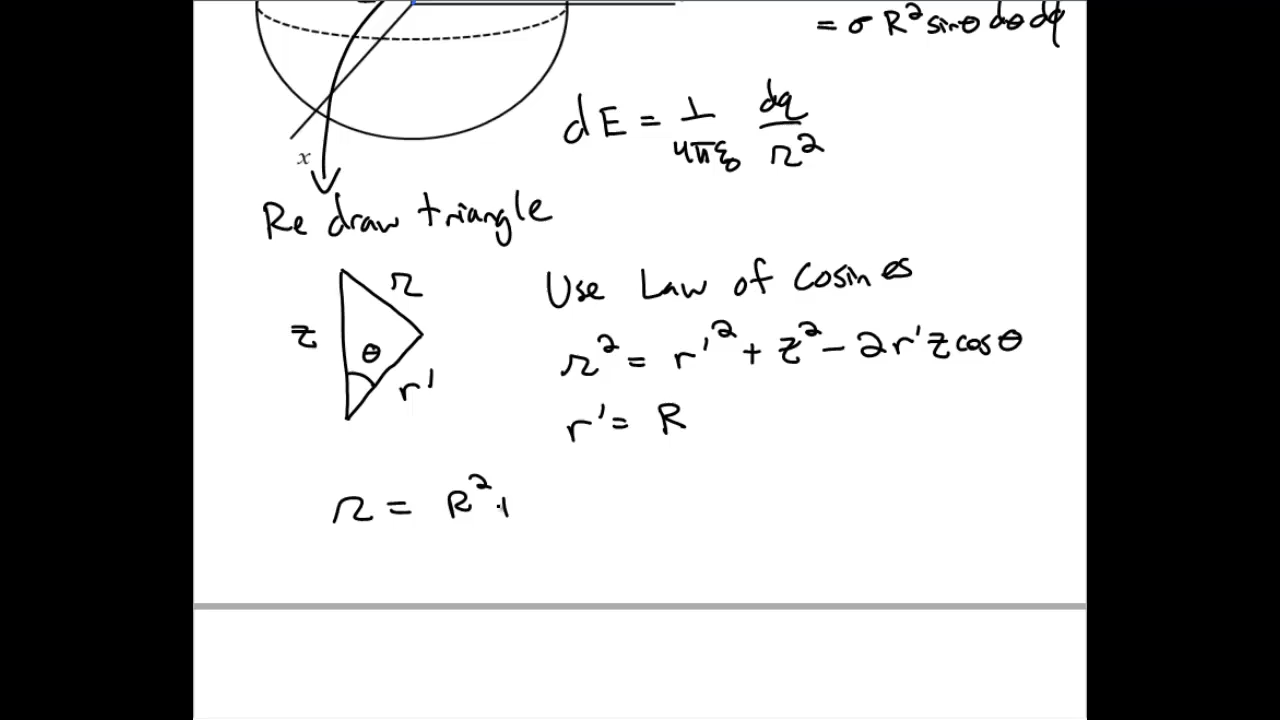 = σ R² sinθ dθ dφ
dE = 1/4πε₀ dq/r²
x
Re draw triangle
r
z
θ
r'
Use Law of Cosines
r² = r'² + z² − 2r'z cosθ
r' = R
r = R² +